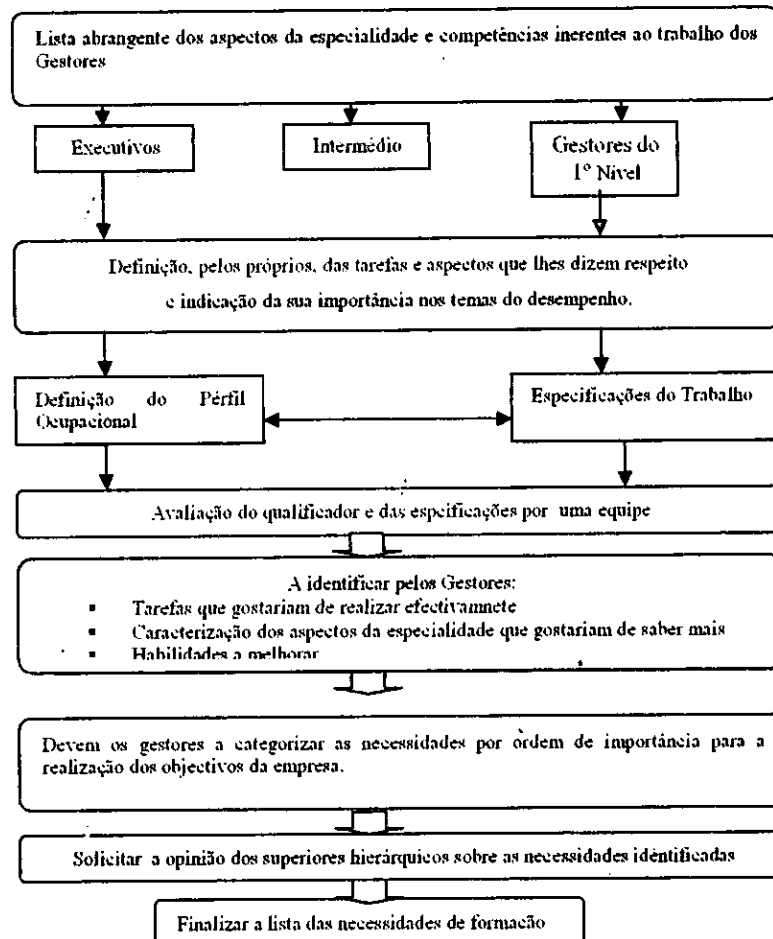 Lista abrangente dos aspectos da especialidade e competências inerentes ao trabalho dos
Gestores
Executivos
Intermédio
Gestores do
1º Nivel
Definição, pelos próprios, das tarefas e aspectos que lhes dizem respeito
e indicação da sua importância nos temas do desempenho.
Definição do Pérfil
Ocupacional
Especificações do Trabalho
Avaliação do qualificador e das espcificações por uma equipe
A identificar pelos Gestores:
▪ Tarefas que gostariam de realizar efectivamnete
▪ Caracterização dos aspectos da especialidade que gostariam de saber mais
▪ Habilidades a melhorar
Devem os gestores a categorizar as necessidades por ordem de importância para a
realização dos objectivos da empresa.
Solicitar a opinião dos superiores hierárquicos sobre as necessidades identificadas
Finalizar a lista das necessidades de formação